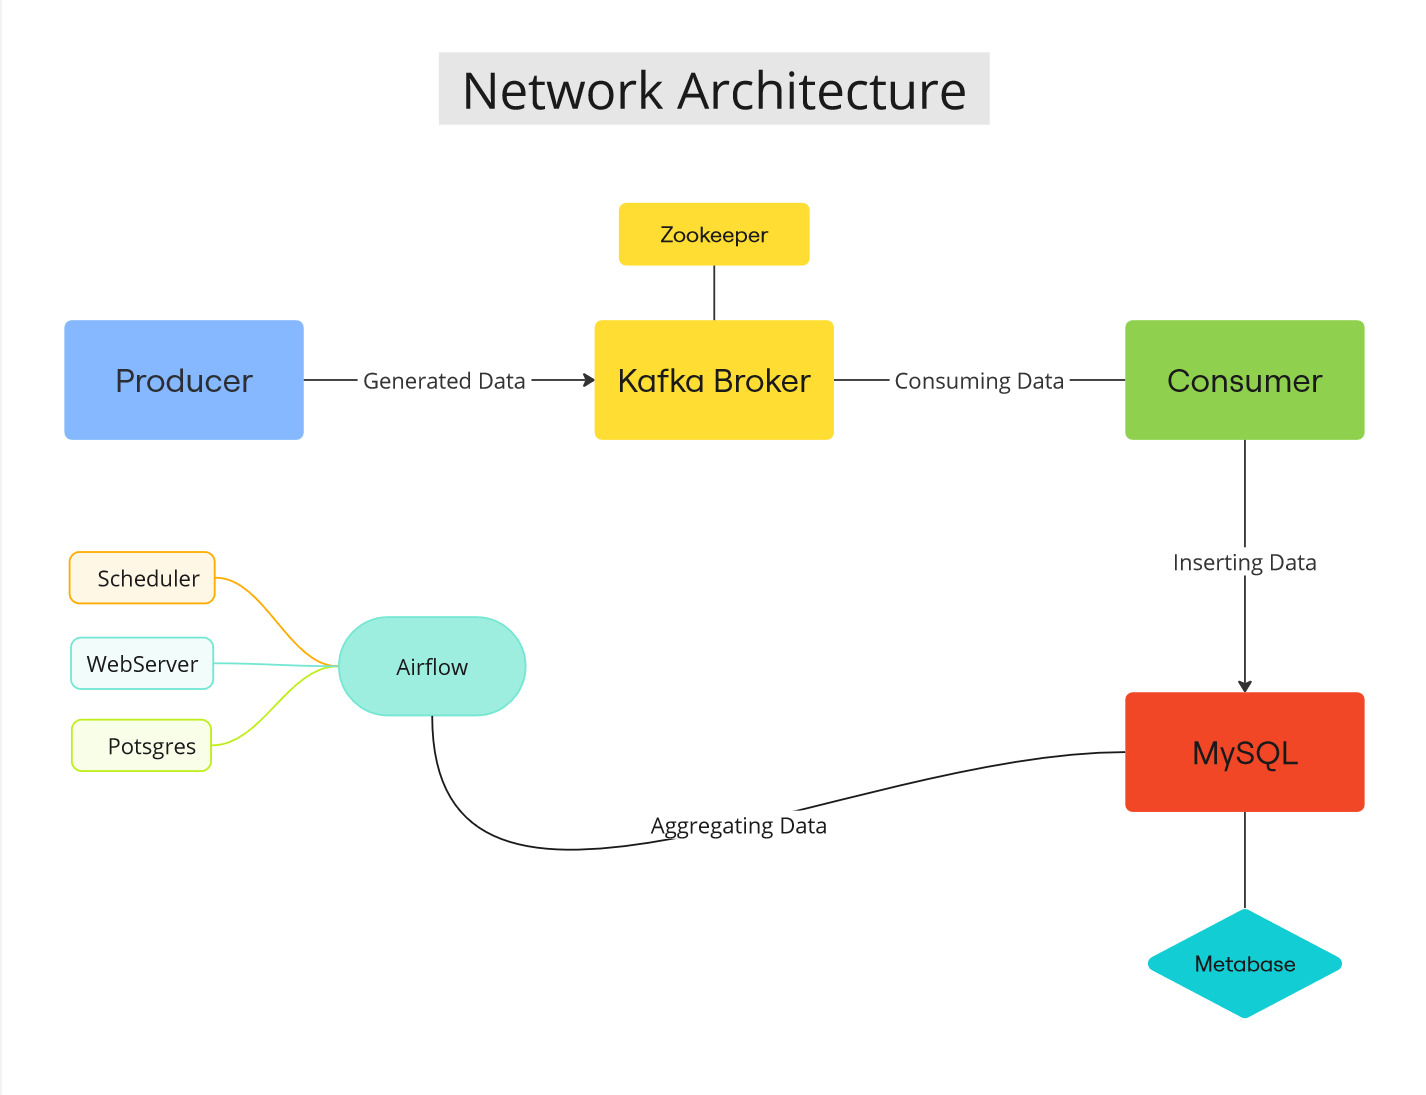 Network Architecture
Zookeeper
Producer
Generated Data
Kafka Broker
Consuming Data
Consumer
Inserting Data
Scheduler
WebServer
Potsgres
Airflow
Aggregating Data
MySQL
Metabase